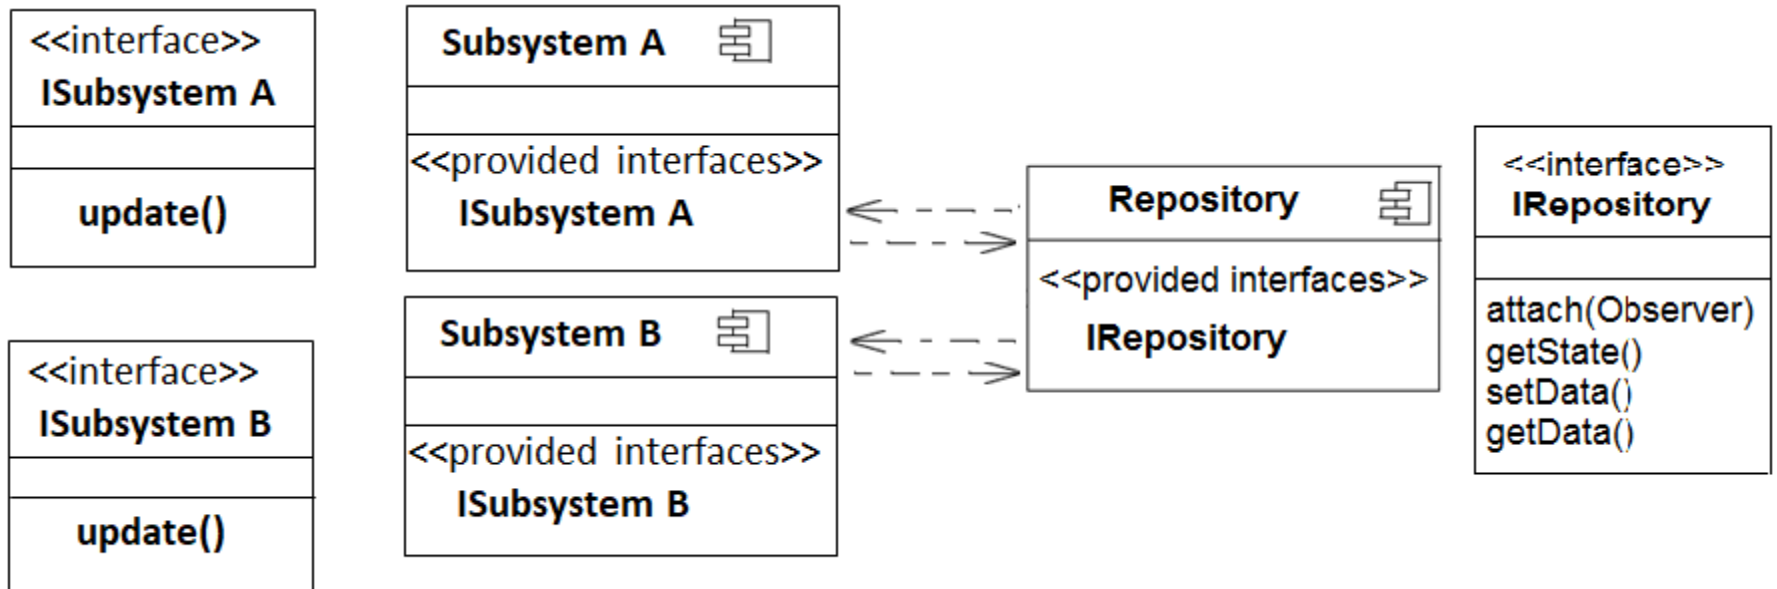 <<interface>>
ISubsystem A
update()
<<interface>>
ISubsystem B
update()
Subsystem A
<<provided interfaces>>
ISubsystem A
Subsystem B
<<provided interfaces>>
ISubsystem B
Repository
<<provided interfaces>>
IRepository
<<interface>>
IRepository
attach(Observer)
getState()
setData()
getData()